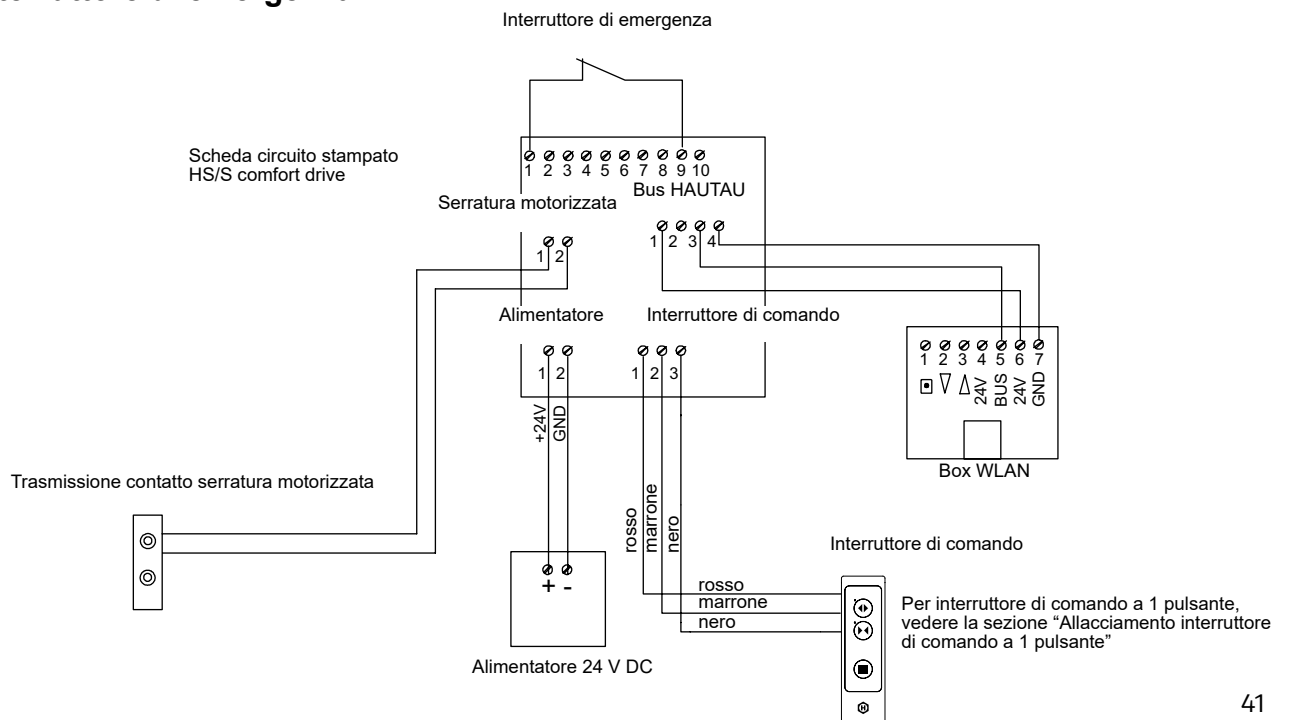 Interruttore di emergenza
Scheda circuito stampato
HS/S comfort drive
1 2 3 4 5 6 7 8 9 10
Bus HAUTAU
Serratura motorizzata
1 2 3 4
1 2
Alimentatore
Interruttore di comando
1 2
1 2 3
+24V
GND
1 2 3 4 5 6 7
24V
BUS
24V
GND
Box WLAN
Trasmissione contatto serratura motorizzata
rosso
marrone
nero
+ -
Alimentatore 24 V DC
rosso
marrone
nero
Interruttore di comando
Per interruttore di comando a 1 pulsante,
vedere la sezione “Allacciamento interruttore
di comando a 1 pulsante”
H
41